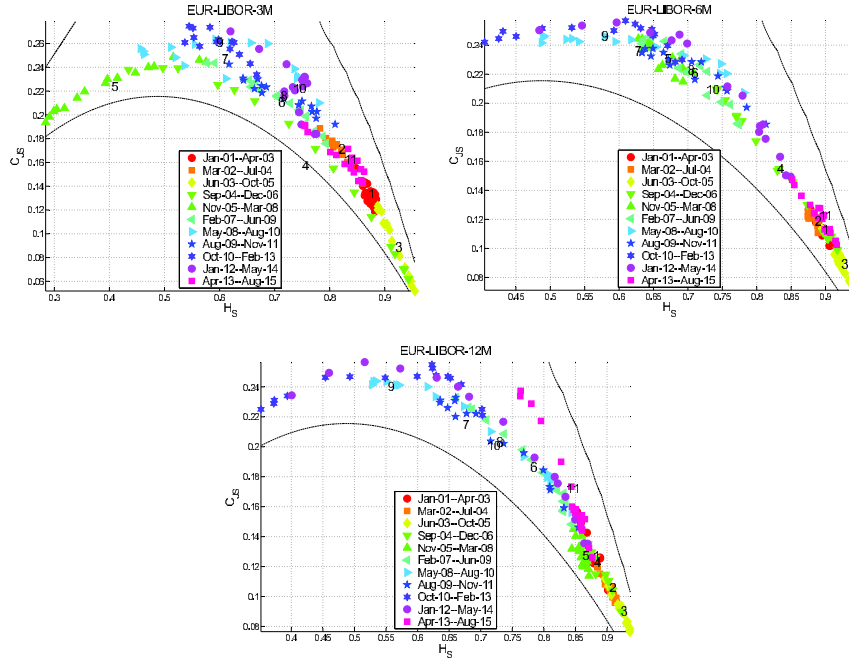 EUR-LIBOR-3M
0.26
0.24
0.22
0.2
0.18
0.16
0.14
0.12
0.1
0.08
0.06
C_JS
0.3 0.4 0.5 0.6 0.7 0.8 0.9
H_S
Jan-01--Apr-03
Mar-02--Jul-04
Jun-03--Oct-05
Sep-04--Dec-06
Nov-05--Mar-08
Feb-07--Jun-09
May-08--Aug-10
Aug-09--Nov-11
Oct-10--Feb-13
Jan-12--May-14
Apr-13--Aug-15
9
7
5
10
8
6
4
2
11
1
3
EUR-LIBOR-6M
0.24
0.22
0.2
0.18
0.16
0.14
0.12
0.1
0.08
C_JS
0.45 0.5 0.55 0.6 0.65 0.7 0.75 0.8 0.85 0.9
H_S
Jan-01--Apr-03
Mar-02--Jul-04
Jun-03--Oct-05
Sep-04--Dec-06
Nov-05--Mar-08
Feb-07--Jun-09
May-08--Aug-10
Aug-09--Nov-11
Oct-10--Feb-13
Jan-12--May-14
Apr-13--Aug-15
9
7
5
8
6
10
4
11
2
1
3
EUR-LIBOR-12M
0.24
0.22
0.2
0.18
0.16
0.14
0.12
0.1
0.08
C_JS
0.4 0.45 0.5 0.55 0.6 0.65 0.7 0.75 0.8 0.85 0.9
H_S
Jan-01--Apr-03
Mar-02--Jul-04
Jun-03--Oct-05
Sep-04--Dec-06
Nov-05--Mar-08
Feb-07--Jun-09
May-08--Aug-10
Aug-09--Nov-11
Oct-10--Feb-13
Jan-12--May-14
Apr-13--Aug-15
9
7
8
10
6
11
5
1
4
2
3